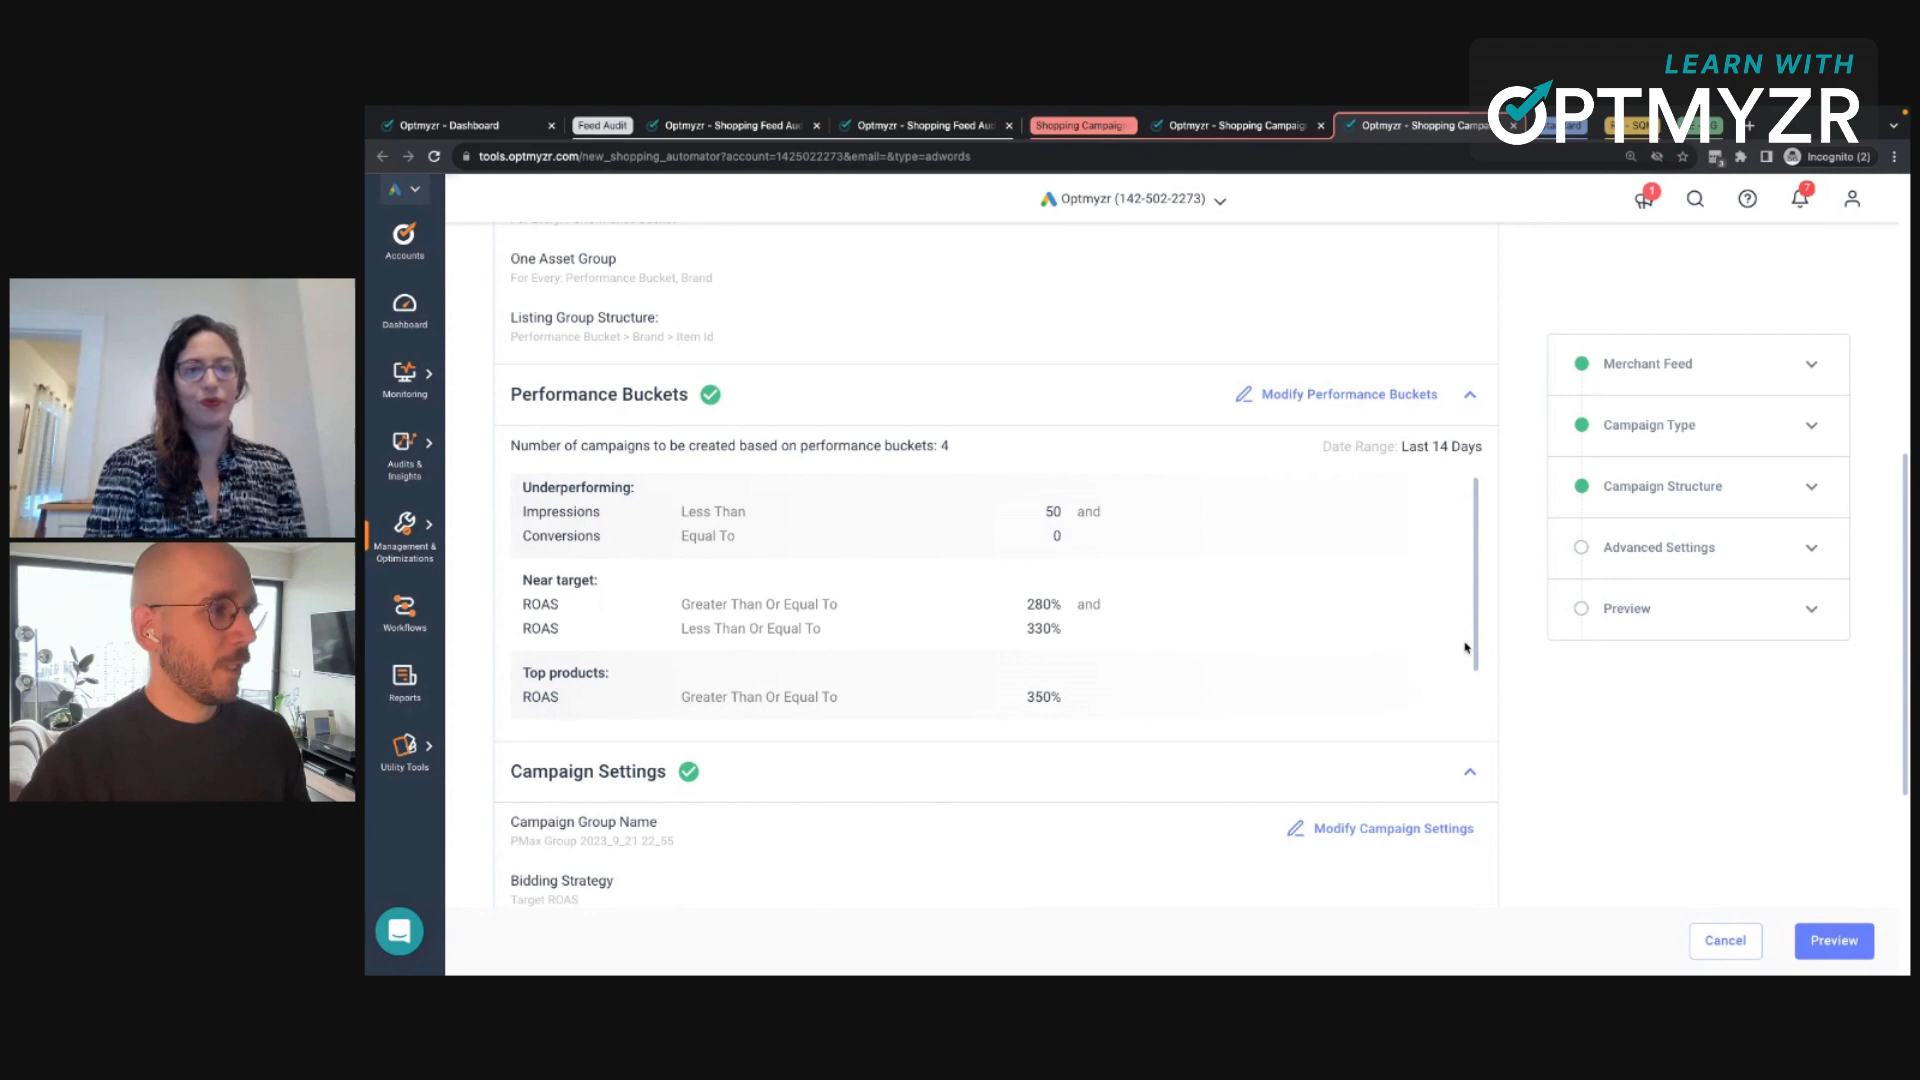 LEARN WITH
OPTMYZR
Optmyzr - Dashboard
Feed Audit
Optmyzr - Shopping Feed Au
Optmyzr - Shopping Feed Au
Shopping Campaign
Optmyzr - Shopping Campaig
Optmyzr - Shopping Campa
tools.optmyzr.com/new_shopping_automator?account=1425022273&email=&type=adwords
Incognito (2)
Optmyzr (142-502-2273)
1
7
Accounts
Dashboard
Monitoring
Audits &
Insights
Management &
Optimizations
Workflows
Reports
Utility Tools
One Asset Group
For Every: Performance Bucket, Brand
Listing Group Structure:
Performance Bucket > Brand > Item Id
Performance Buckets
Modify Performance Buckets
Number of campaigns to be created based on performance buckets: 4
Date Range: Last 14 Days
Underperforming:
Impressions Less Than 50 and
Conversions Equal To 0
Near target:
ROAS Greater Than Or Equal To 280% and
ROAS Less Than Or Equal To 330%
Top products:
ROAS Greater Than Or Equal To 350%
Campaign Settings
Campaign Group Name
PMax Group 2023_9_21 22_55
Modify Campaign Settings
Bidding Strategy
Target ROAS
Merchant Feed
Campaign Type
Campaign Structure
Advanced Settings
Preview
Cancel
Preview